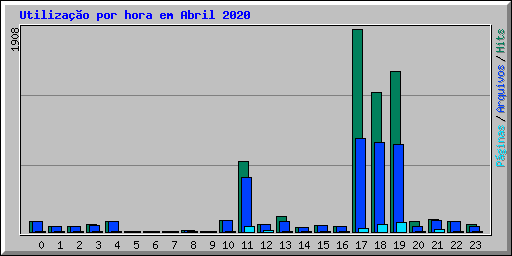 Utilização por hora em Abril 2020
1908
Páginas / Arquivos / Hits
0 1 2 3 4 5 6 7 8 9 10 11 12 13 14 15 16 17 18 19 20 21 22 23